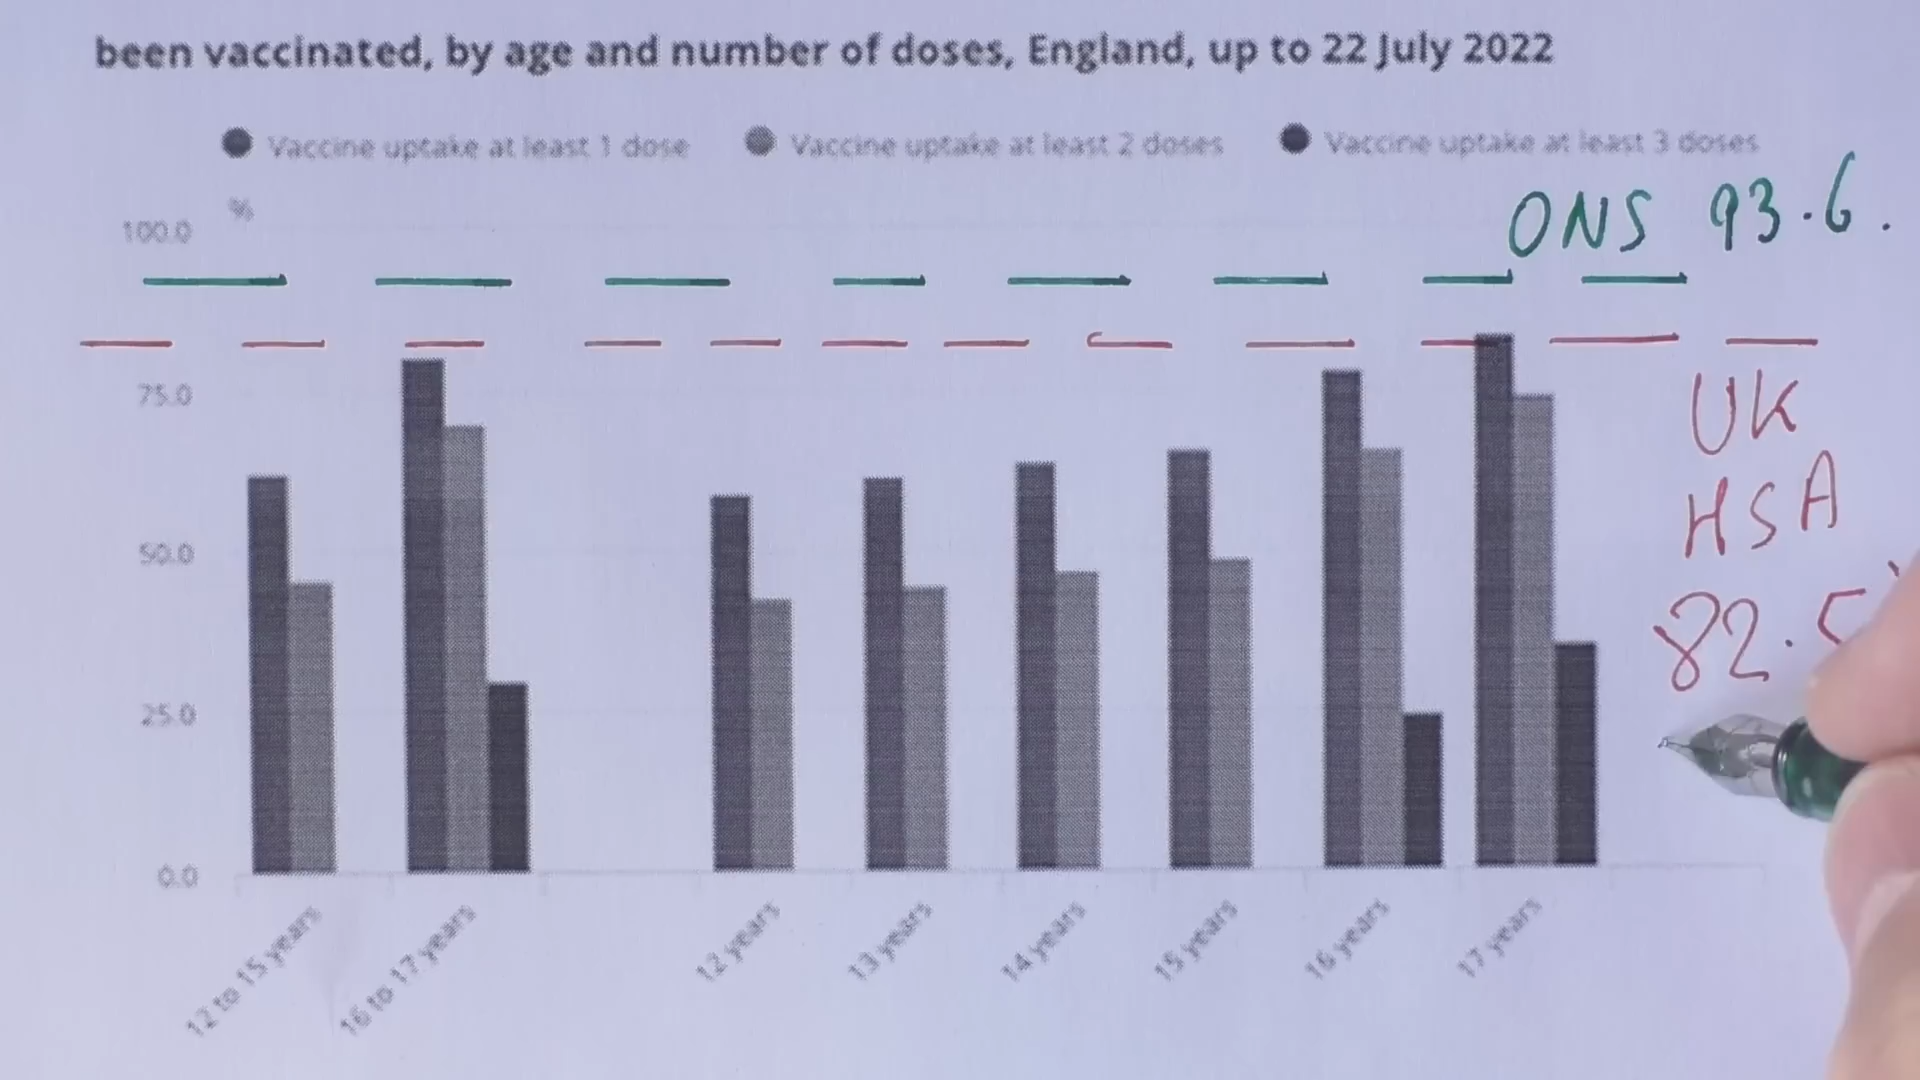 been vaccinated, by age and number of doses, England, up to 22 July 2022
Vaccine uptake at least 1 dose
Vaccine uptake at least 2 doses
Vaccine uptake at least 3 doses
%
ONS 93.6.
100.0
75.0
50.0
25.0
0.0
UK
HSA
82.5
12 to 15 years
16 to 17 years
12 years
13 years
14 years
15 years
16 years
17 years